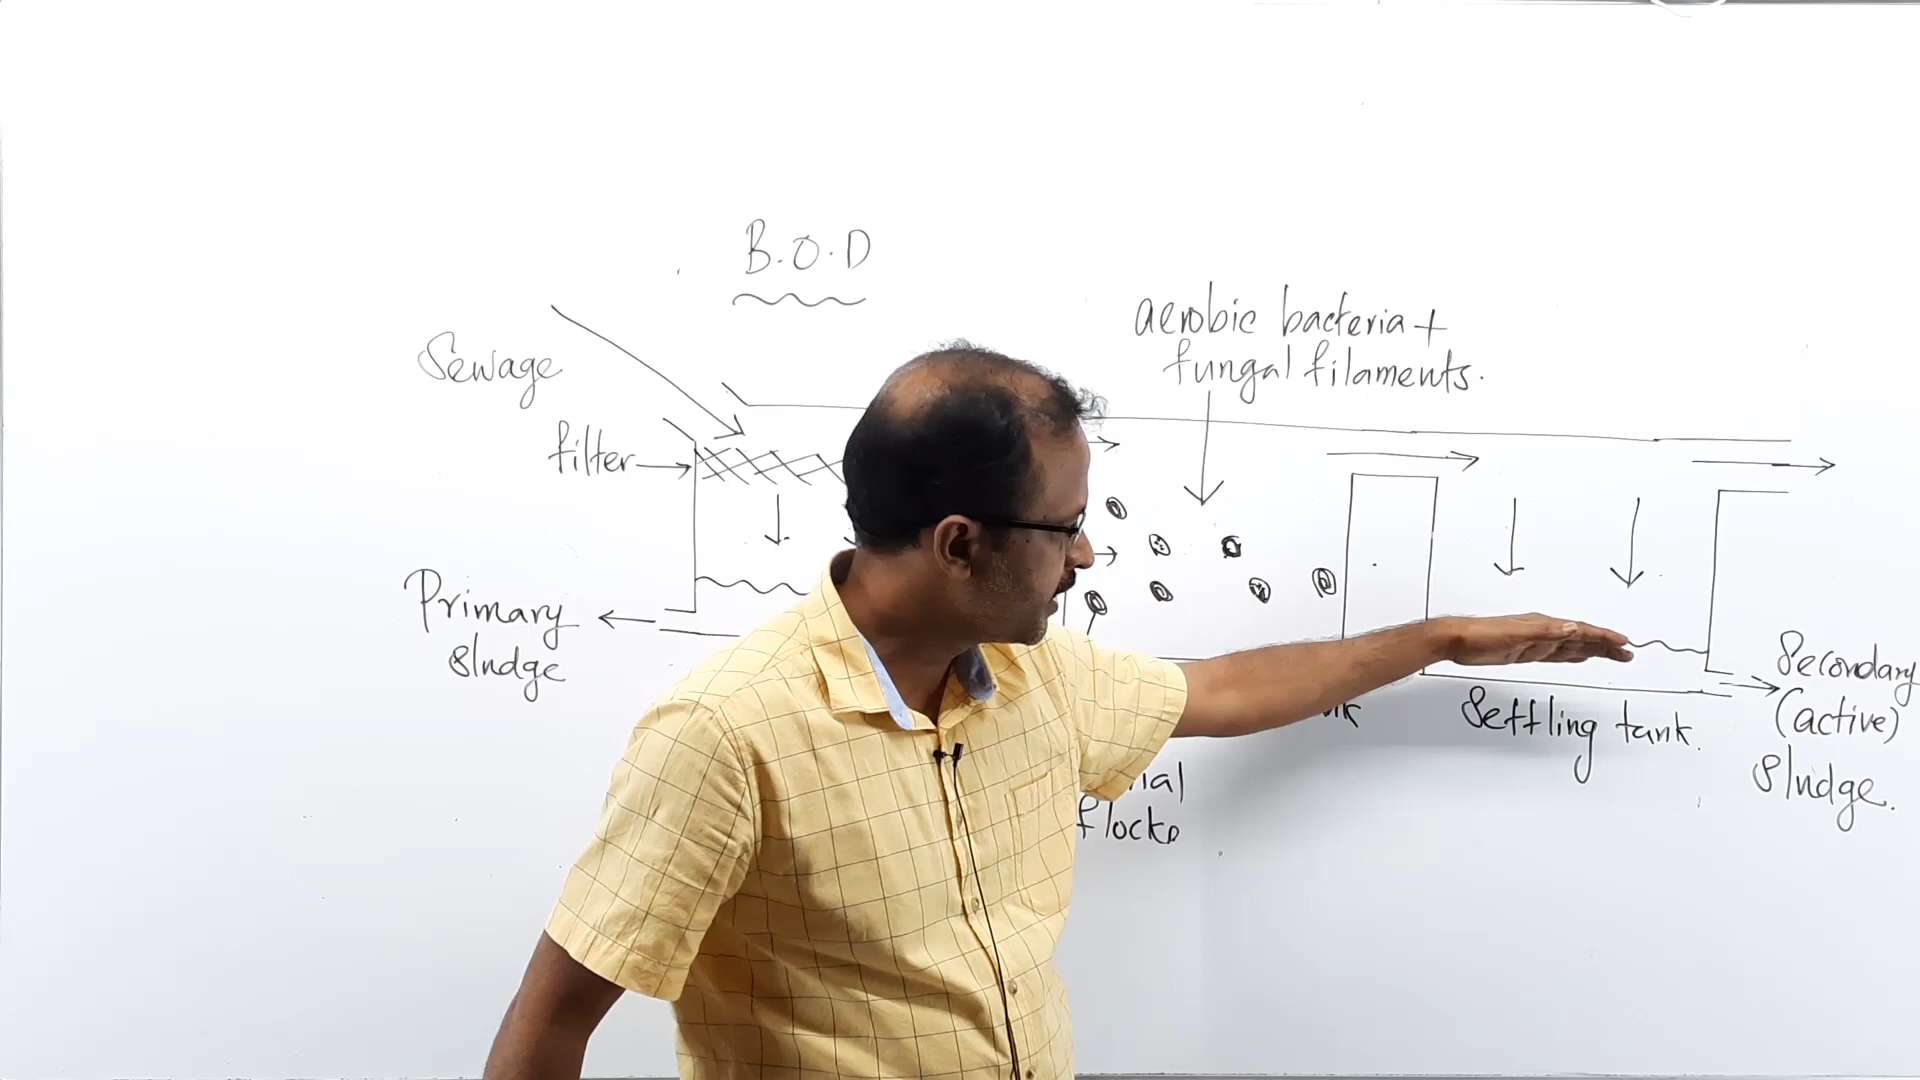 B.O.D
Sewage
filter
Primary
sludge
aerobic bacteria +
fungal filaments.
flocks
Settling tank.
Secondary
(active)
sludge.